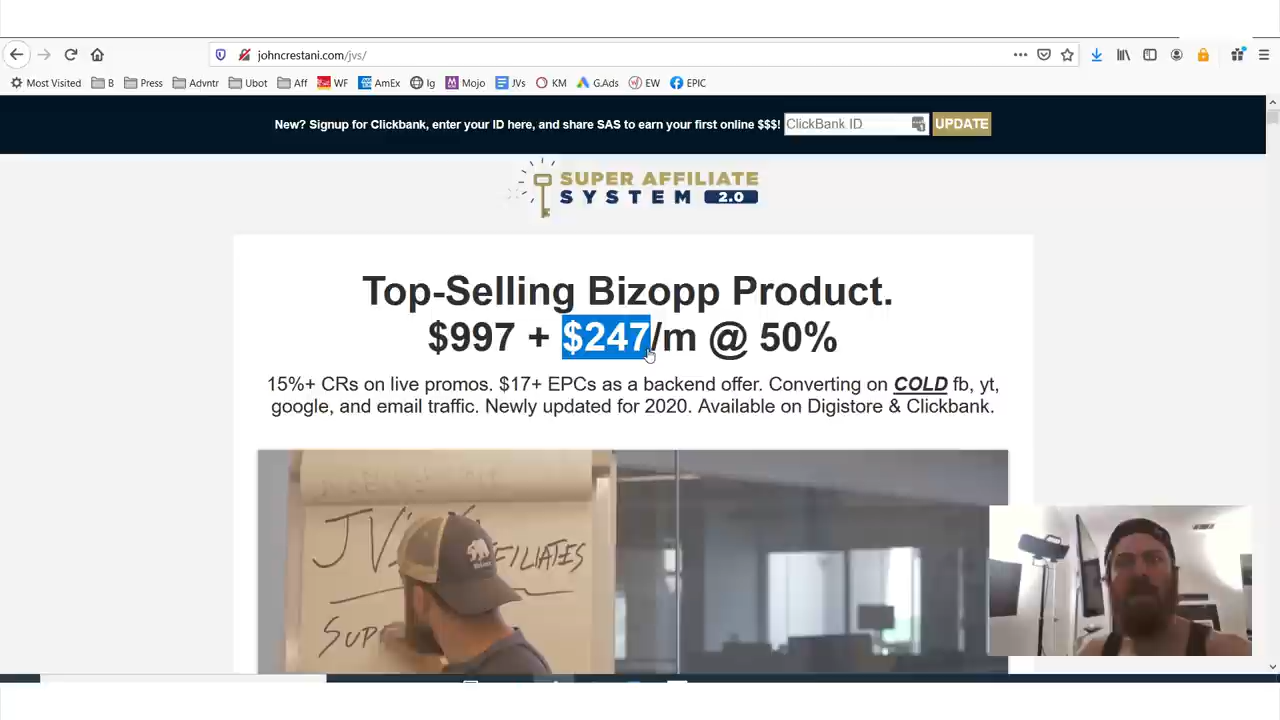 johncrestani.com/jvs/
Most Visited B Press Advntr Ubot Aff WF AmEx Ig Mojo JVs KM G.Ads EW EPIC
New? Signup for Clickbank, enter your ID here, and share SAS to earn your first online $$$! ClickBank ID UPDATE
SUPER AFFILIATE
SYSTEM 2.0
Top-Selling Bizopp Product.
$997 + $247/m @ 50%
15%+ CRs on live promos. $17+ EPCs as a backend offer. Converting on COLD fb, yt,
google, and email traffic. Newly updated for 2020. Available on Digistore & Clickbank.